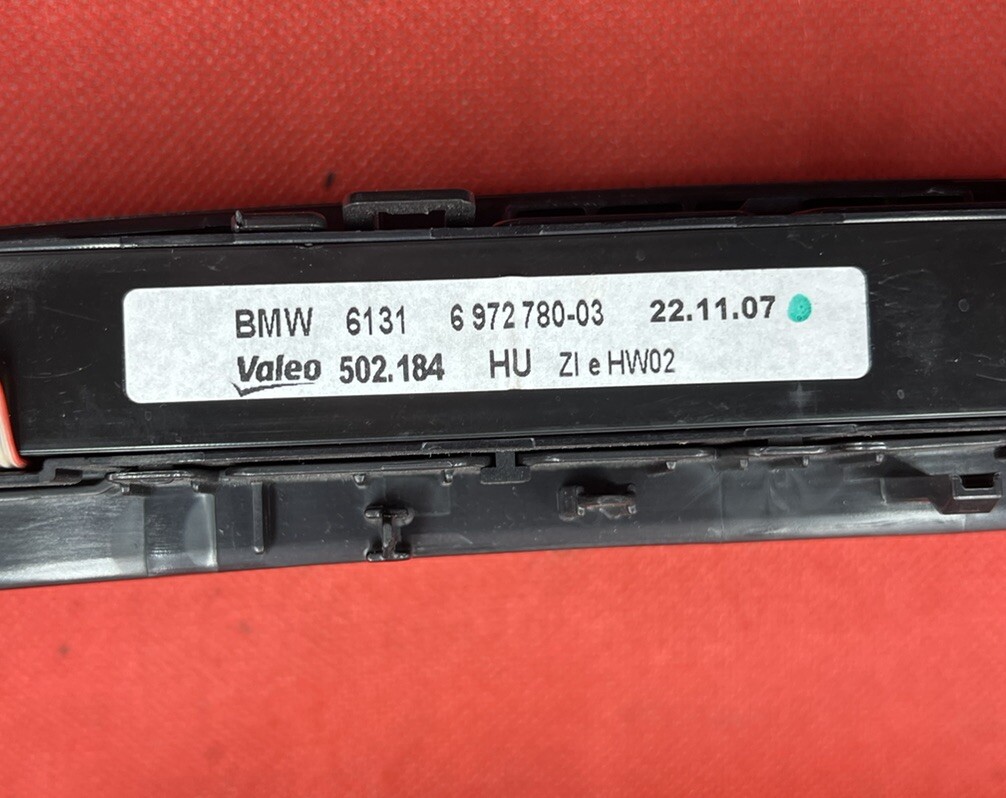 BMW 6131 6 972 780-03 22.11.07
Valeo 502.184 HU ZI e HW02